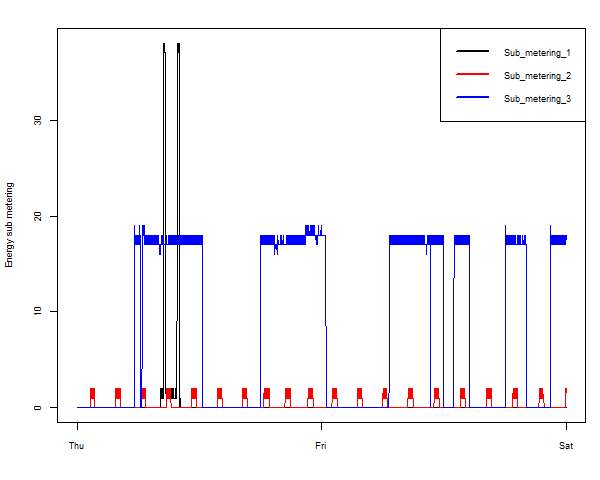 Sub_metering_1
Sub_metering_2
Sub_metering_3
Energy sub metering
30
20
10
0
Thu Fri Sat